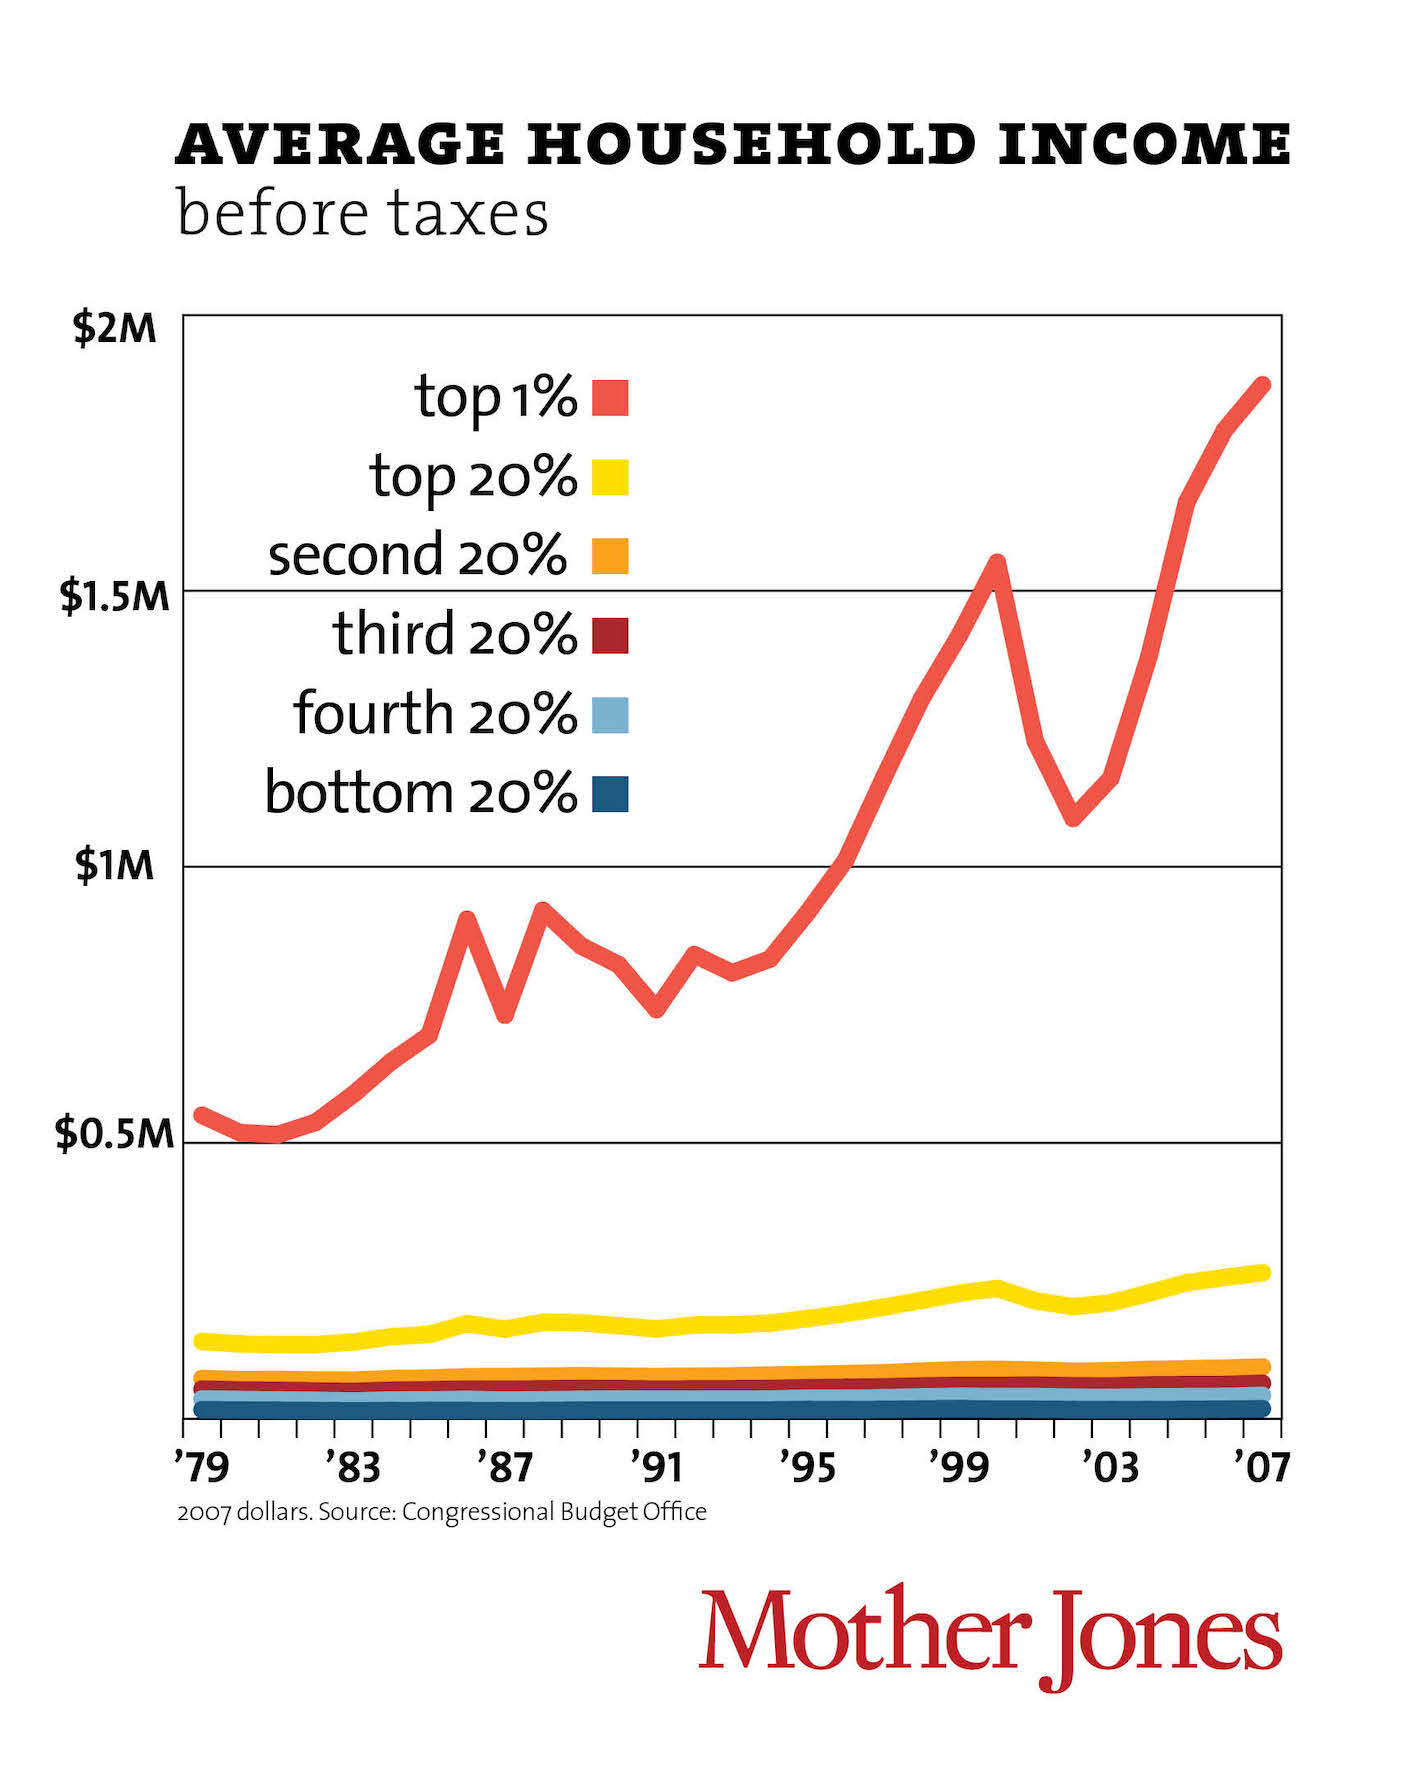 AVERAGE HOUSEHOLD INCOME
before taxes
$2M
top 1%
top 20%
second 20%
$1.5M
third 20%
fourth 20%
bottom 20%
$1M
$0.5M
’79 ’83 ’87 ’91 ’95 ’99 ’03 ’07
2007 dollars. Source: Congressional Budget Office
Mother Jones